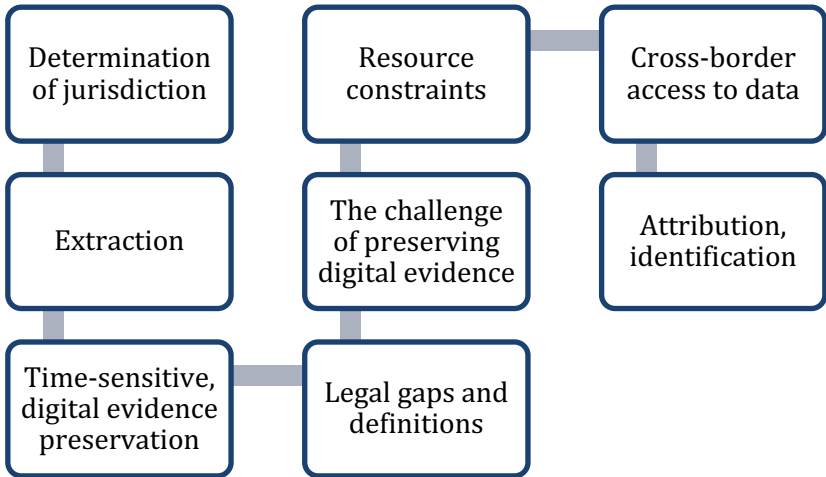 Determination
of jurisdiction
Extraction
Time-sensitive,
digital evidence
preservation
Legal gaps and
definitions
The challenge
of preserving
digital evidence
Resource
constraints
Cross-border
access to data
Attribution,
identification